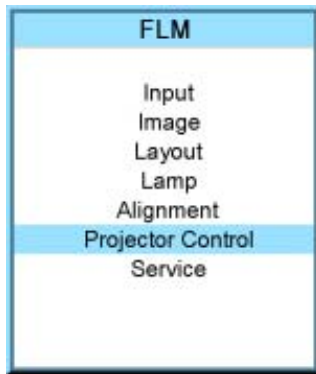 FLM
Input
Image
Layout
Lamp
Alignment
Projector Control
Service